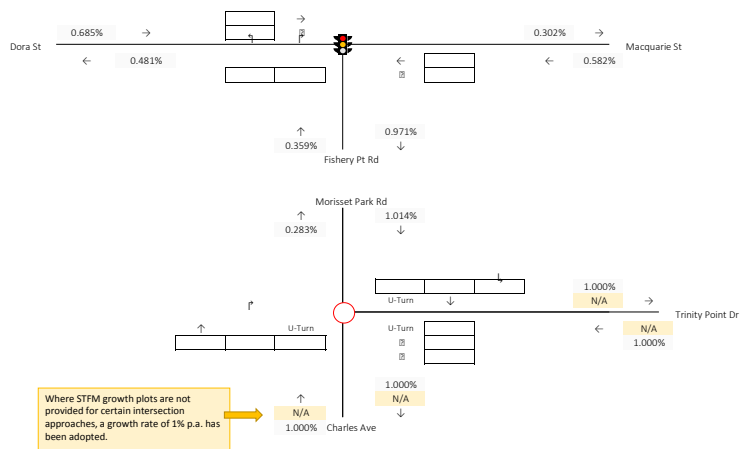 0.685%
→
0.302%
→
Dora St
Macquarie St
←
0.481%
←
0.582%
↑
0.971%
0.359%
↓
Fishery Pt Rd
Morisset Park Rd
↑
1.014%
0.283%
↓
1.000%
U-Turn
N/A
→
Trinity Point Dr
U-Turn
U-Turn
←
N/A
1.000%
1.000%
↑
N/A
N/A
↓
1.000%
Charles Ave
Where STFM growth plots are not
provided for certain intersection
approaches, a growth rate of 1% p.a. has
been adopted.